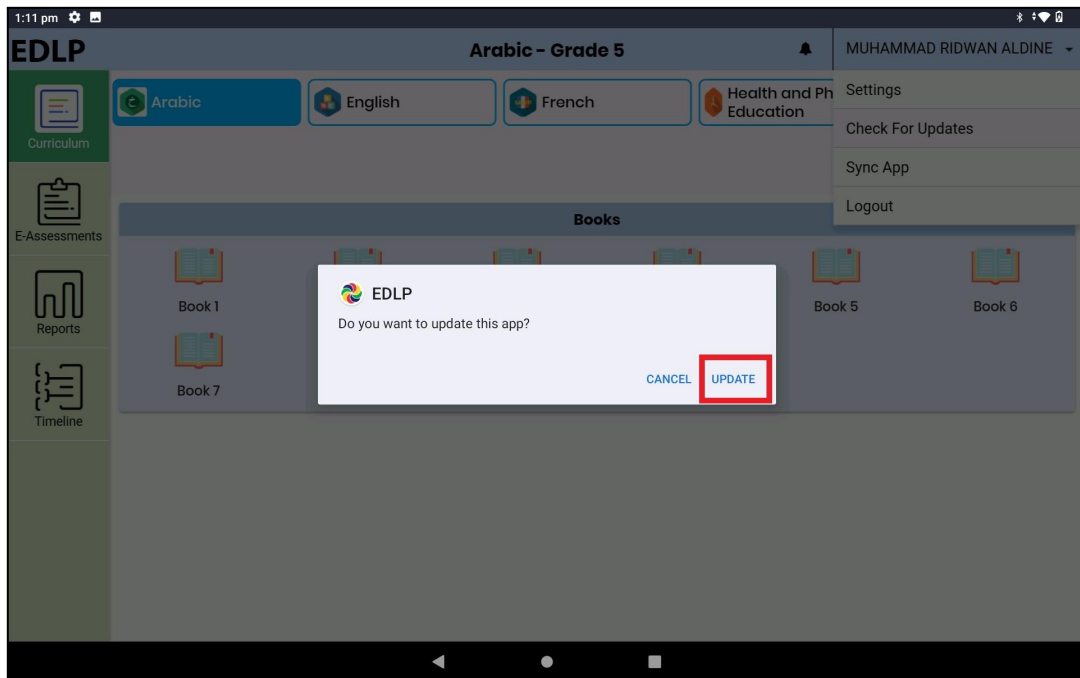 1:11 pm
EDLP
Arabic - Grade 5
MUHAMMAD RIDWAN ALDINE
Settings
Check For Updates
Sync App
Logout
Curriculum
E-Assessments
Reports
Timeline
Arabic
English
French
Health and Ph
Education
Books
Book 1
Book 5
Book 6
Book 7
EDLP
Do you want to update this app?
CANCEL UPDATE